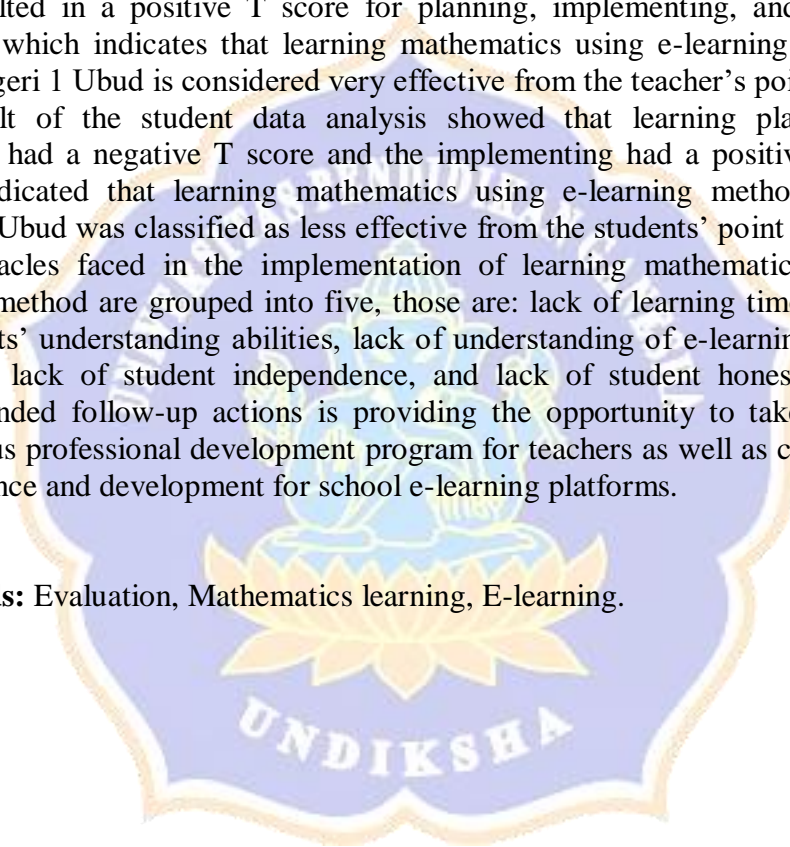 lted in a positive T score for planning, implementing, and
which indicates that learning mathematics using e-learning
geri 1 Ubud is considered very effective from the teacher's poi
lt of the student data analysis showed that learning pla
had a negative T score and the implementing had a positiv
dicated that learning mathematics using e-learning metho
Ubud was classified as less effective from the students' point
acles faced in the implementation of learning mathematic
method are grouped into five, those are: lack of learning tim
ts' understanding abilities, lack of understanding of e-learnin
lack of student independence, and lack of student hones
nded follow-up actions is providing the opportunity to tak
us professional development program for teachers as well as c
nce and development for school e-learning platforms.
as: Evaluation, Mathematics learning, E-learning.
UNIVERSITAS PENDIDIKAN GANESHA
UNDIKSHA